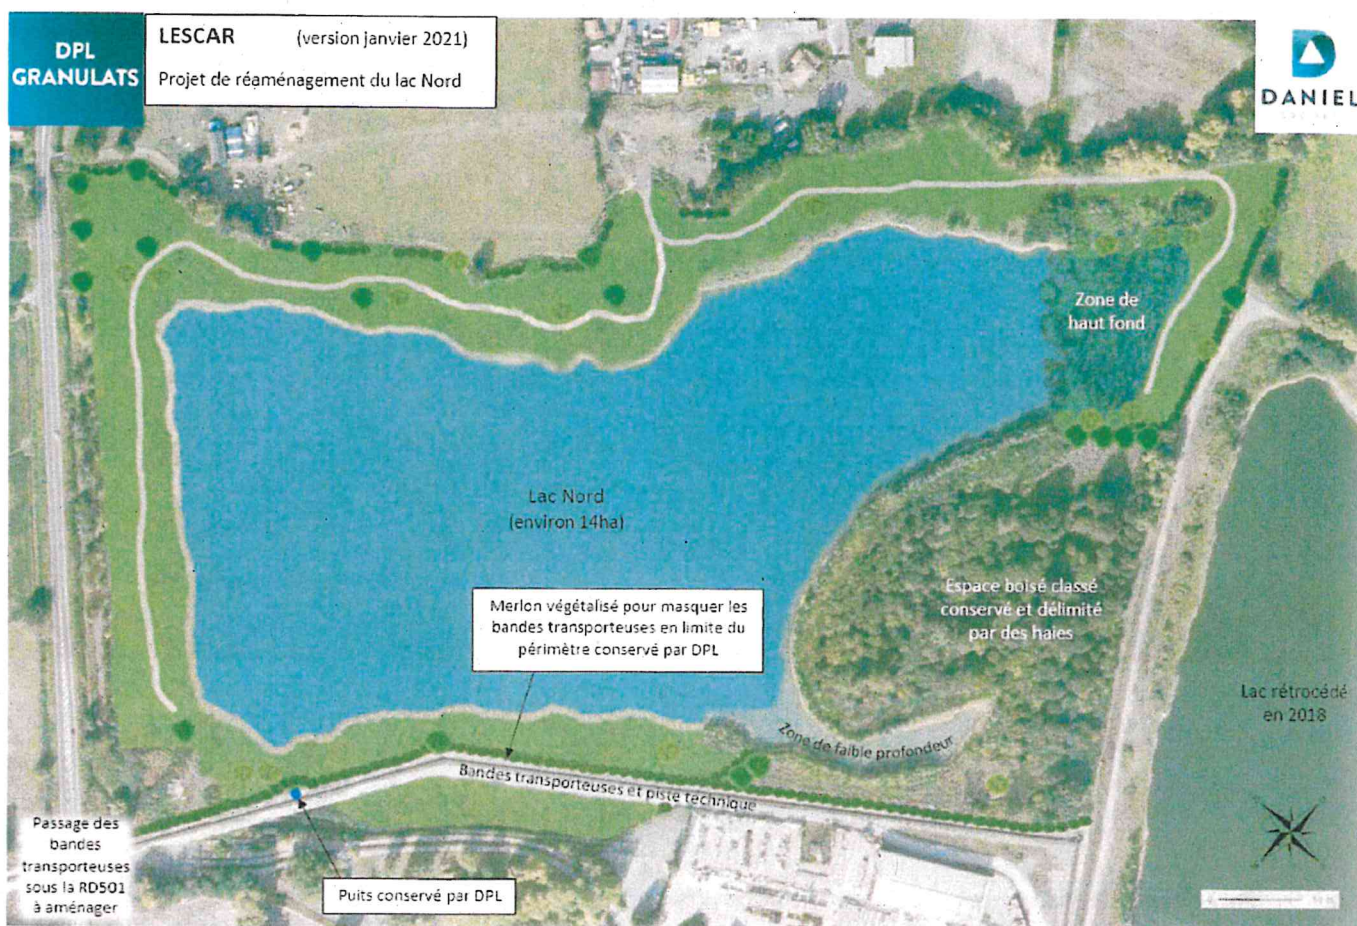 DPL
GRANULATS
LESCAR (version janvier 2021)
Projet de réaménagement du lac Nord
DANIEL
Zone de
haut fond
Lac Nord
(environ 14ha)
Merlon végétalisé pour masquer les
bandes transporteuses en limite du
périmètre conservé par DPL
Espace boisé classé
conservé et délimité
par des haies
Lac rétrocédé
en 2018
Zone de faible profondeur
Bandes transporteuses et piste technique
Passage des
bandes
transporteuses
sous la RD501
à aménager
Puits conservé par DPL